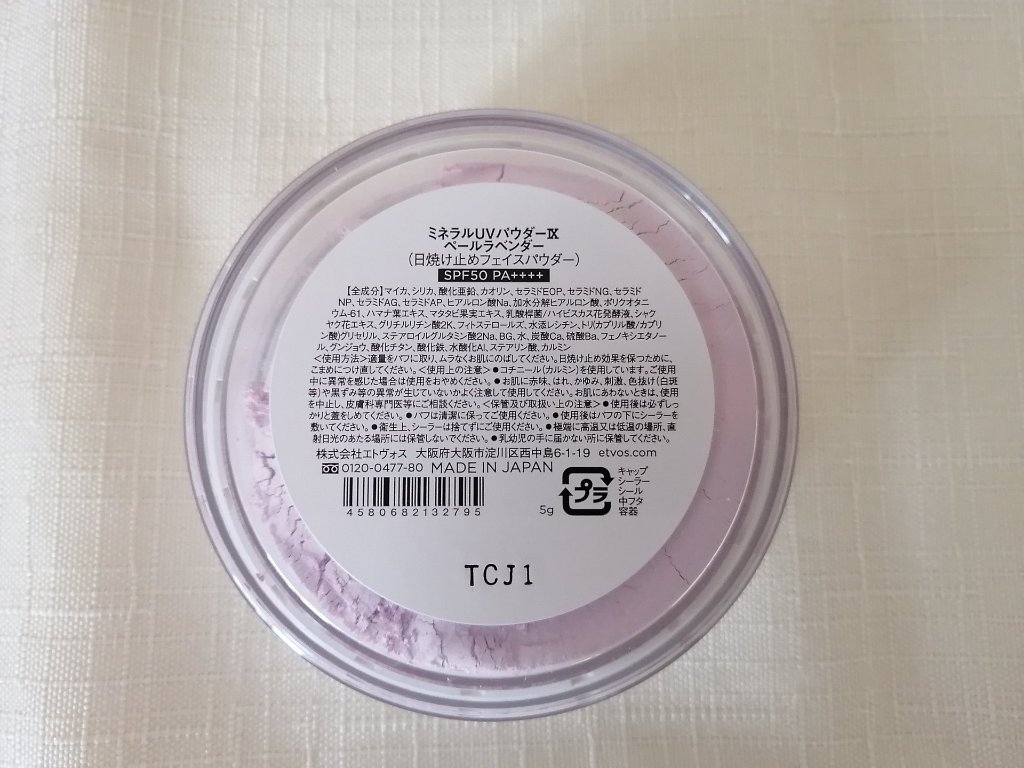 ミネラルUVパウダーIX
ペールラベンダー
（日焼け止めフェイスパウダー）
SPF50 PA++++
【全成分】マイカ、シリカ、酸化亜鉛、カオリン、セラミドEOP、セラミドNG、セラミド
NP、セラミドAG、セラミドAP、ヒアルロン酸Na、加水分解ヒアルロン酸、ポリクオタニ
ウム-61、ハマナ葉エキス、マタタビ果実エキス、乳酸桿菌/ハイビスカス花発酵液、シャク
ヤク花エキス、グリチルリチン酸2K、フィトステロールズ、水添レシチン、トリ(カプリル酸/カプリ
ン酸)グリセリル、ステアロイルグルタミン酸2Na、BG、水、炭酸Ca、硫酸Ba、フェノキシエタノー
ル、グンジョウ、酸化チタン、酸化鉄、水酸化Al、ステアリン酸、カルミン
＜使用方法＞適量をパフに取り、ムラなくお肌にのばしてください。日焼け止め効果を保つために、
こまめにつけ直してください。＜使用上の注意＞●コチニール(カルミン)を使用しています。ご使用
中に異常を感じた場合は使用をおやめください。●お肌に赤味、はれ、かゆみ、刺激、色抜け(白斑
等)や黒ずみ等の異常が生じていないかよく注意して使用してください。お肌にあわないときは、使用
を中止し、皮膚科専門医等にご相談ください。＜保管及び取扱い上の注意＞●使用後は必ずしっ
かりと蓋をしめてください。●パフは清潔に保ってご使用ください。●使用後はパフの下にシーラーを
敷いてください。●衛生上、シーラーは捨てずにご使用ください。●極端に高温又は低温の場所、直
射日光のあたる場所には保管しないでください。●乳幼児の手に届かない所に保管してください。
株式会社エトヴォス 大阪府大阪市淀川区西中島6-1-19 etvos.com
0120-0477-80 MADE IN JAPAN
4580682132795
5g
プラ
キャップ
シーラー
シール
中フタ
容器
TCJ1